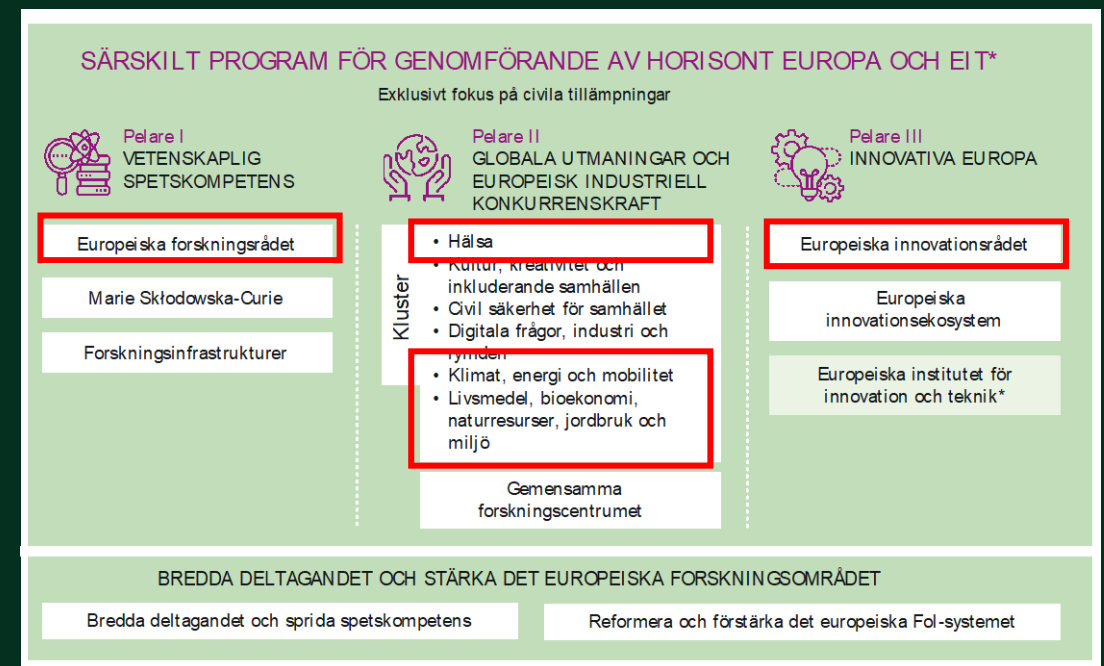 SÄRSKILT PROGRAM FÖR GENOMFÖRANDE AV HORISONT EUROPA OCH EIT*
Exklusivt fokus på civila tillämpningar
Pelare I
VETENSKAPLIG
SPETSKOMPETENS
Europeiska forskningsrådet
Marie Skłodowska-Curie
Forskningsinfrastrukturer
Pelare II
GLOBALA UTMANINGAR OCH
EUROPEISK INDUSTRIELL
KONKURRENSKRAFT
Kluster
• Hälsa
• Kultur, kreativitet och
inkluderande samhällen
• Civil säkerhet för samhället
• Digitala frågor, industri och
rymden
• Klimat, energi och mobilitet
• Livsmedel, bioekonomi,
naturresurser, jordbruk och
miljö
Gemensamma
forskningscentrumet
Pelare III
INNOVATIVA EUROPA
Europeiska innovationsrådet
Europeiska
innovationsekosystem
Europeiska institutet för
innovation och teknik*
BREDDA DELTAGANDET OCH STÄRKA DET EUROPEISKA FORSKNINGSOMRÅDET
Bredda deltagandet och sprida spetskompetens
Reformera och förstärka det europeiska FoI-systemet